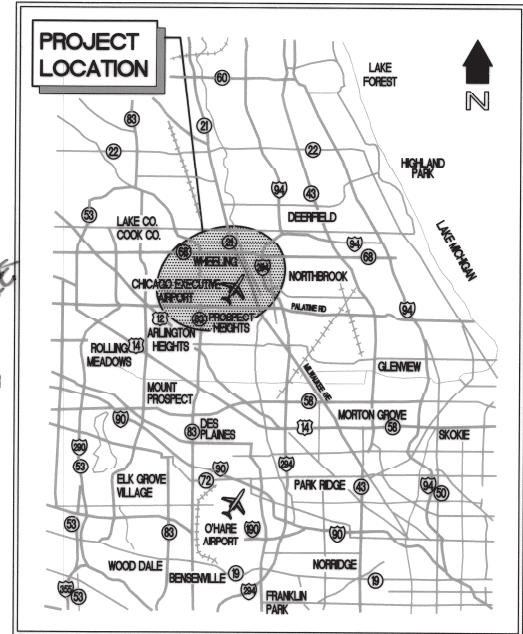 PROJECT
LOCATION
LAKE
FOREST
N
60
83
21
22
22
HIGHLAND
PARK
94
43
53
DEERFIELD
LAKE CO.
COOK CO.
LAKE MICHIGAN
68
21
94
68
WHEELING
294
NORTHBROOK
CHICAGO EXECUTIVE
AIRPORT
PALATINE RD
94
12
83
PROSPECT
HEIGHTS
ARLINGTON
HEIGHTS
14
ROLLING
MEADOWS
GLENVIEW
MILWAUKEE AVE
MOUNT
PROSPECT
58
MORTON GROVE
90
14
58
SKOKIE
83
DES
PLAINES
290
53
90
294
72
ELK GROVE
VILLAGE
PARK RIDGE
43
94
50
O'HARE
AIRPORT
190
53
83
90
WOOD DALE
NORRIDGE
BENSENVILLE
19
19
355
53
294
FRANKLIN
PARK